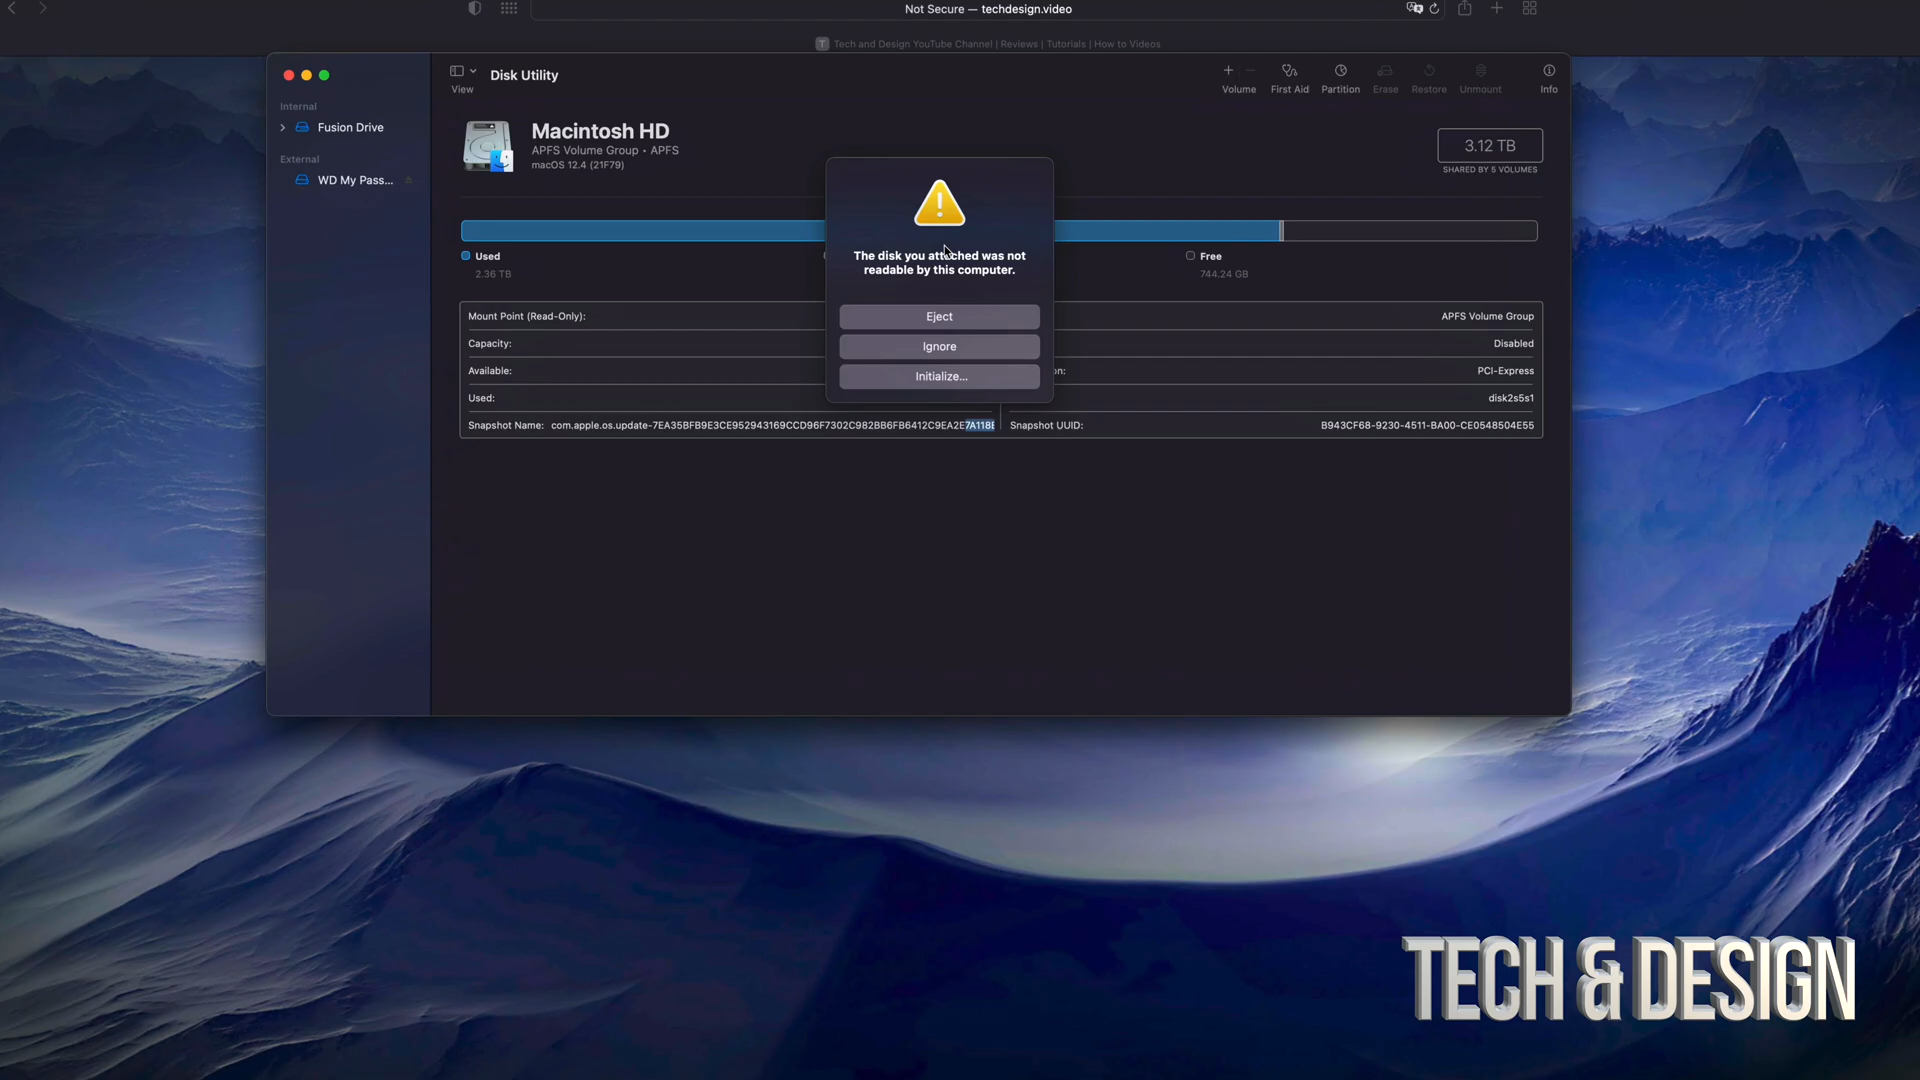 Not Secure — techdesign.video
T Tech and Design YouTube Channel | Reviews | Tutorials | How to Videos
View
Disk Utility
Volume
First Aid
Partition
Erase
Restore
Unmount
Info
Internal
Fusion Drive
External
WD My Pass...
Macintosh HD
APFS Volume Group • APFS
macOS 12.4 (21F79)
3.12 TB
SHARED BY 5 VOLUMES
Used
2.36 TB
Free
744.24 GB
The disk you attached was not
readable by this computer.
Eject
Ignore
Initialize...
Mount Point (Read-Only):
APFS Volume Group
Capacity:
Disabled
Available:
on:
PCI-Express
Used:
disk2s5s1
Snapshot Name: com.apple.os.update-7EA35BFB9E3CE952943169CCD96F7302C982BB6FB6412C9EA2E7A118E
Snapshot UUID:
B943CF68-9230-4511-BA00-CE0548504E55
TECH & DESIGN